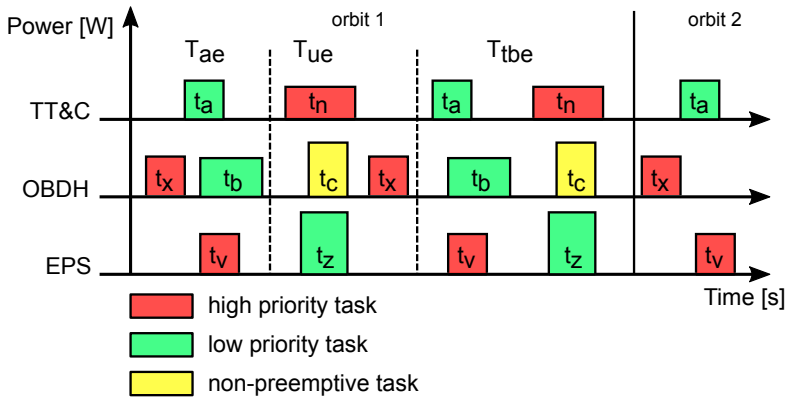 Power [W]
orbit 1
orbit 2
Tae
Tue
Ttbe
TT&C
ta
tn
ta
tn
ta
OBDH
tx
tb
tc
tx
tb
tc
tx
EPS
tv
tz
tv
tz
tv
Time [s]
high priority task
low priority task
non-preemptive task